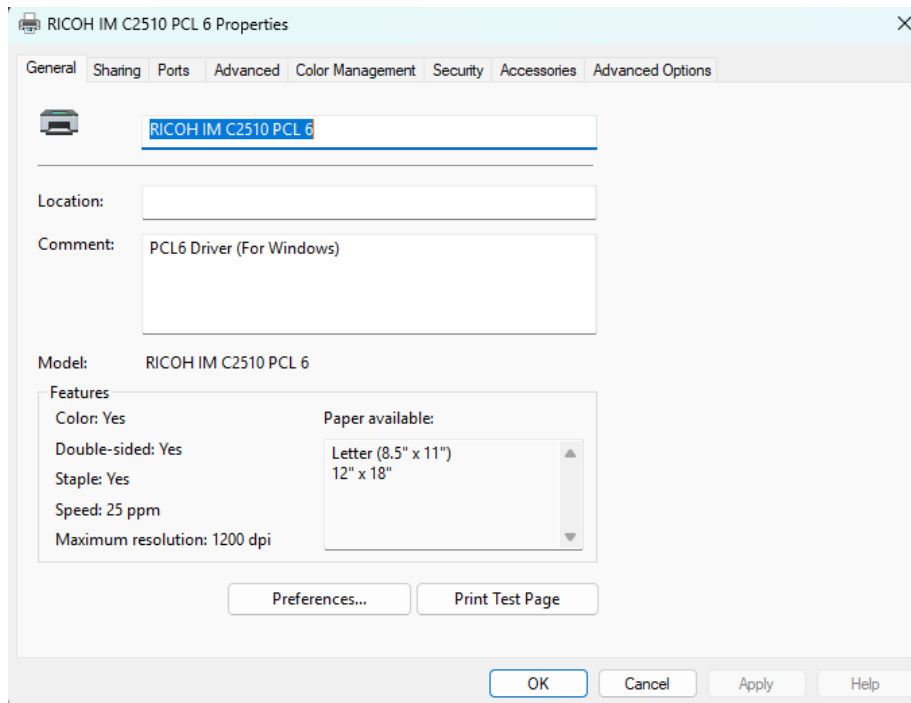 RICOH IM C2510 PCL 6 Properties
General Sharing Ports Advanced Color Management Security Accessories Advanced Options
RICOH IM C2510 PCL 6
Location:
Comment: PCL6 Driver (For Windows)
Model: RICOH IM C2510 PCL 6
Features
Color: Yes
Double-sided: Yes
Staple: Yes
Speed: 25 ppm
Maximum resolution: 1200 dpi
Paper available:
Letter (8.5" x 11")
12" x 18"
Preferences... Print Test Page
OK Cancel Apply Help